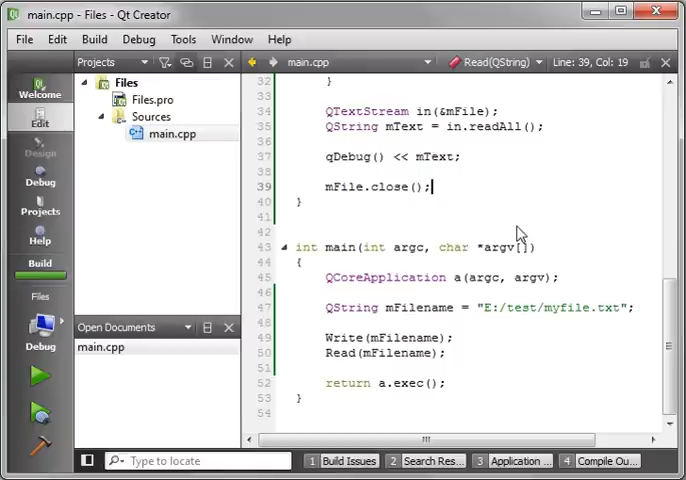 main.cpp - Files - Qt Creator
File Edit Build Debug Tools Window Help
Projects
main.cpp
Read(QString)
Line: 39, Col: 19
Welcome
Edit
Design
Debug
Projects
Help
Build
Files
Debug
Files
Files.pro
Sources
main.cpp
Open Documents
main.cpp
32 }
33
34 QTextStream in(&mFile);
35 QString mText = in.readAll();
36
37 qDebug() << mText;
38
39 mFile.close();
40 }
41
42
43 int main(int argc, char *argv[])
44 {
45 QCoreApplication a(argc, argv);
46
47 QString mFilename = "E:/test/myfile.txt";
48
49 Write(mFilename);
50 Read(mFilename);
51
52 return a.exec();
53 }
54
Type to locate
1 Build Issues
2 Search Res...
3 Application ...
4 Compile Ou...